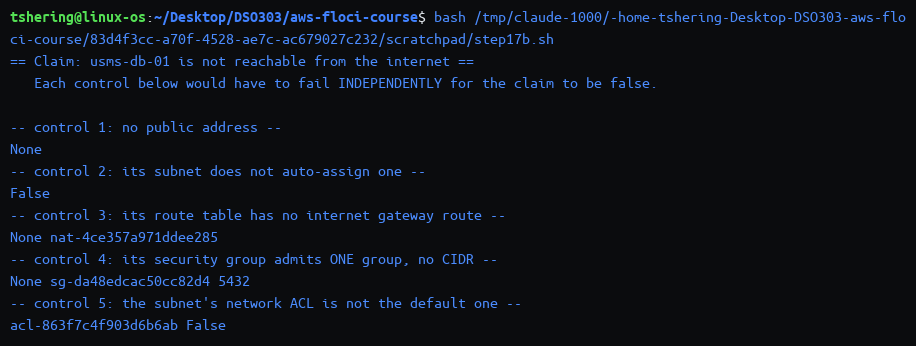 tshering@linux-os:~/Desktop/DSO303/aws-floci-course$ bash /tmp/claude-1000/-home-tshering-Desktop-DSO303-aws-flo
ci-course/83d4f3cc-a70f-4528-ae7c-ac679027c232/scratchpad/step17b.sh
== Claim: usms-db-01 is not reachable from the internet ==
   Each control below would have to fail INDEPENDENTLY for the claim to be false.

-- control 1: no public address --
None
-- control 2: its subnet does not auto-assign one --
False
-- control 3: its route table has no internet gateway route --
None nat-4ce357a971ddee285
-- control 4: its security group admits ONE group, no CIDR --
None sg-da48edcac50cc82d4 5432
-- control 5: the subnet's network ACL is not the default one --
acl-863f7c4f903d6b6ab False